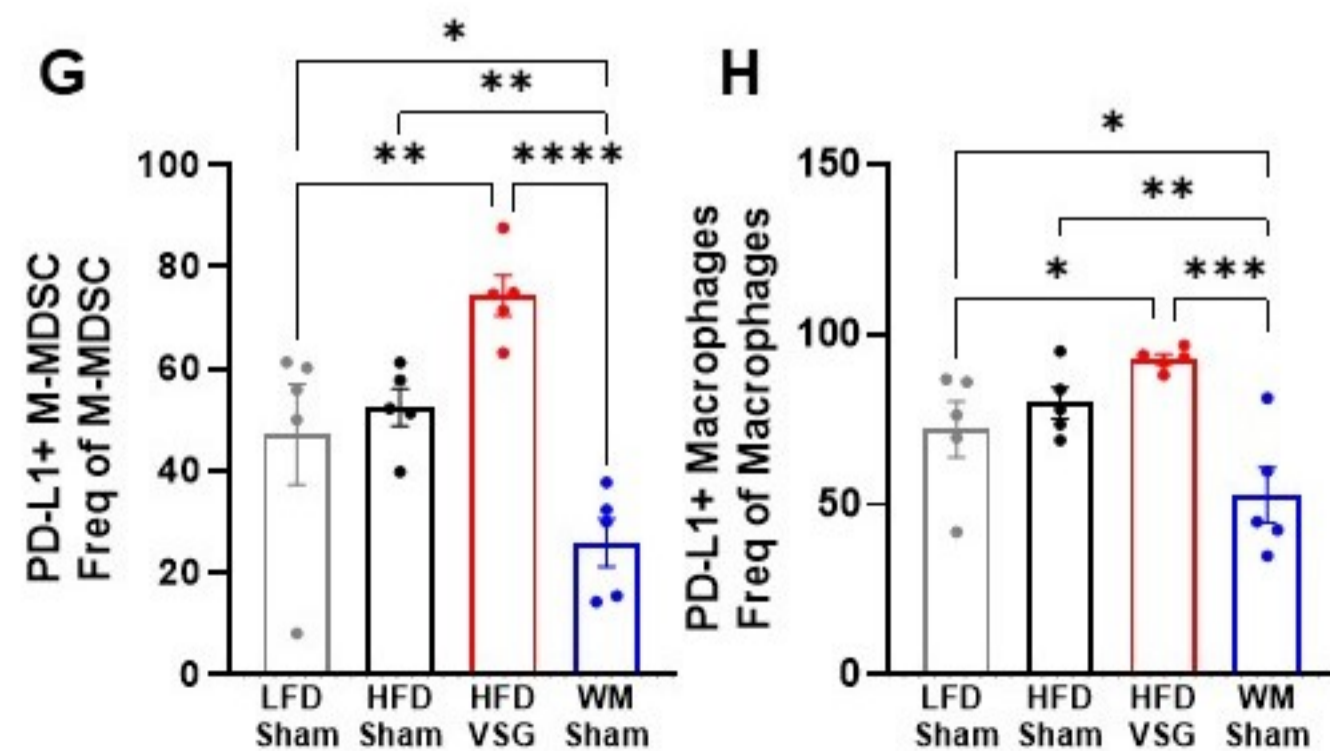 G
*
**
** ****
100
80
60
40
20
0
PD-L1+ M-MDSC
Freq of M-MDSC
LFD HFD HFD WM
Sham Sham VSG Sham
H
*
**
* ***
150
100
50
0
PD-L1+ Macrophages
Freq of Macrophages
LFD HFD HFD WM
Sham Sham VSG Sham